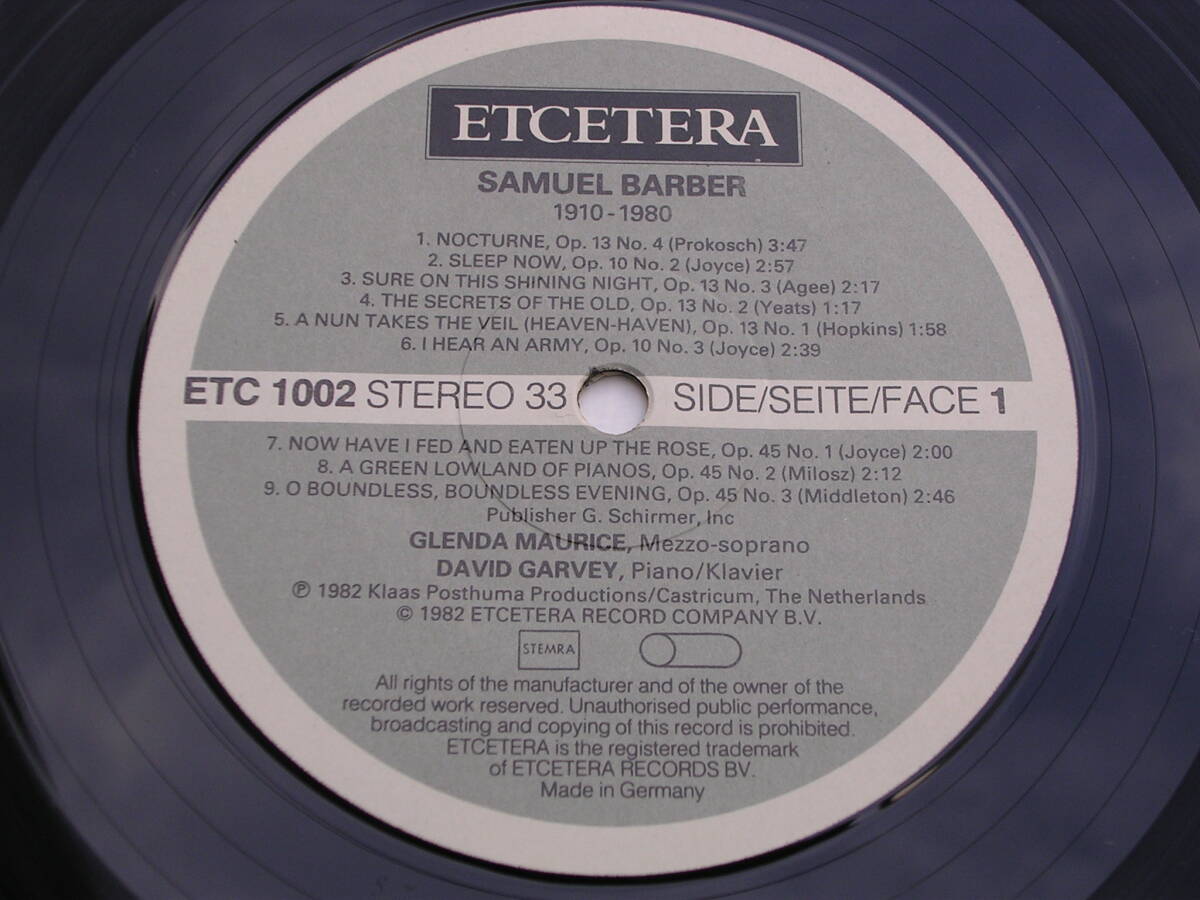 ETCETERA
SAMUEL BARBER
1910-1980
1. NOCTURNE, Op. 13 No. 4 (Prokosch) 3:47
2. SLEEP NOW, Op. 10 No. 2 (Joyce) 2:57
3. SURE ON THIS SHINING NIGHT, Op. 13 No. 3 (Agee) 2:17
4. THE SECRETS OF THE OLD, Op. 13 No. 2 (Yeats) 1:17
5. A NUN TAKES THE VEIL (HEAVEN-HAVEN), Op. 13 No. 1 (Hopkins) 1:58
6. I HEAR AN ARMY, Op. 10 No. 3 (Joyce) 2:39
ETC 1002 STEREO 33 SIDE/SEITE/FACE 1
7. NOW HAVE I FED AND EATEN UP THE ROSE, Op. 45 No. 1 (Joyce) 2:00
8. A GREEN LOWLAND OF PIANOS, Op. 45 No. 2 (Milosz) 2:12
9. O BOUNDLESS, BOUNDLESS EVENING, Op. 45 No. 3 (Middleton) 2:46
Publisher G. Schirmer, Inc
GLENDA MAURICE, Mezzo-soprano
DAVID GARVEY, Piano/Klavier
℗ 1982 Klaas Posthuma Productions/Castricum, The Netherlands
© 1982 ETCETERA RECORD COMPANY B.V.
STEMRA
All rights of the manufacturer and of the owner of the
recorded work reserved. Unauthorised public performance,
broadcasting and copying of this record is prohibited.
ETCETERA is the registered trademark
of ETCETERA RECORDS BV.
Made in Germany